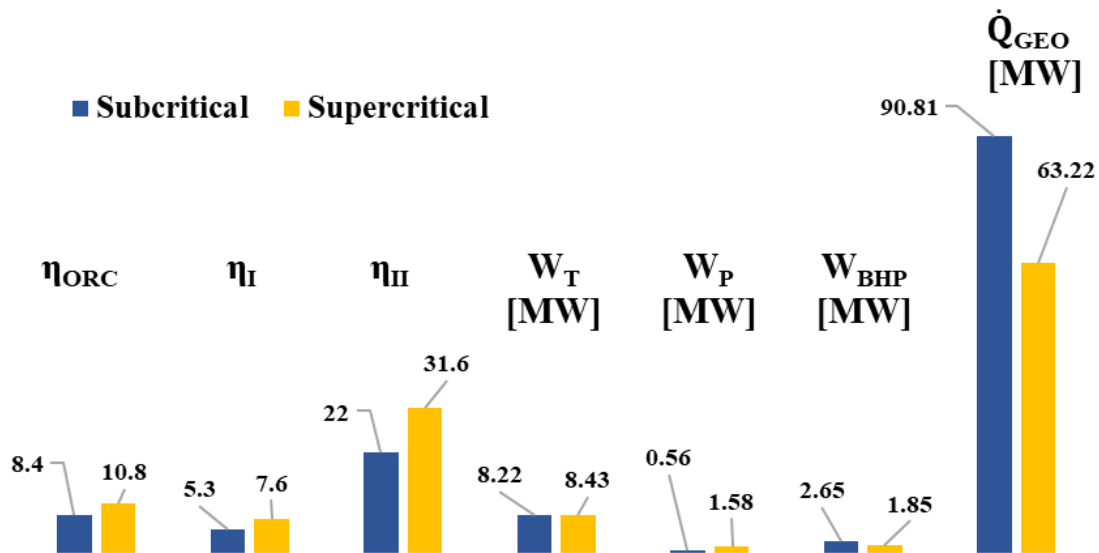 Q̇GEO
[MW]
Subcritical
Supercritical
90.81
63.22
ηORC
ηI
ηII
WT
[MW]
WP
[MW]
WBHP
[MW]
8.4
10.8
5.3
7.6
22
31.6
8.22
8.43
0.56
1.58
2.65
1.85